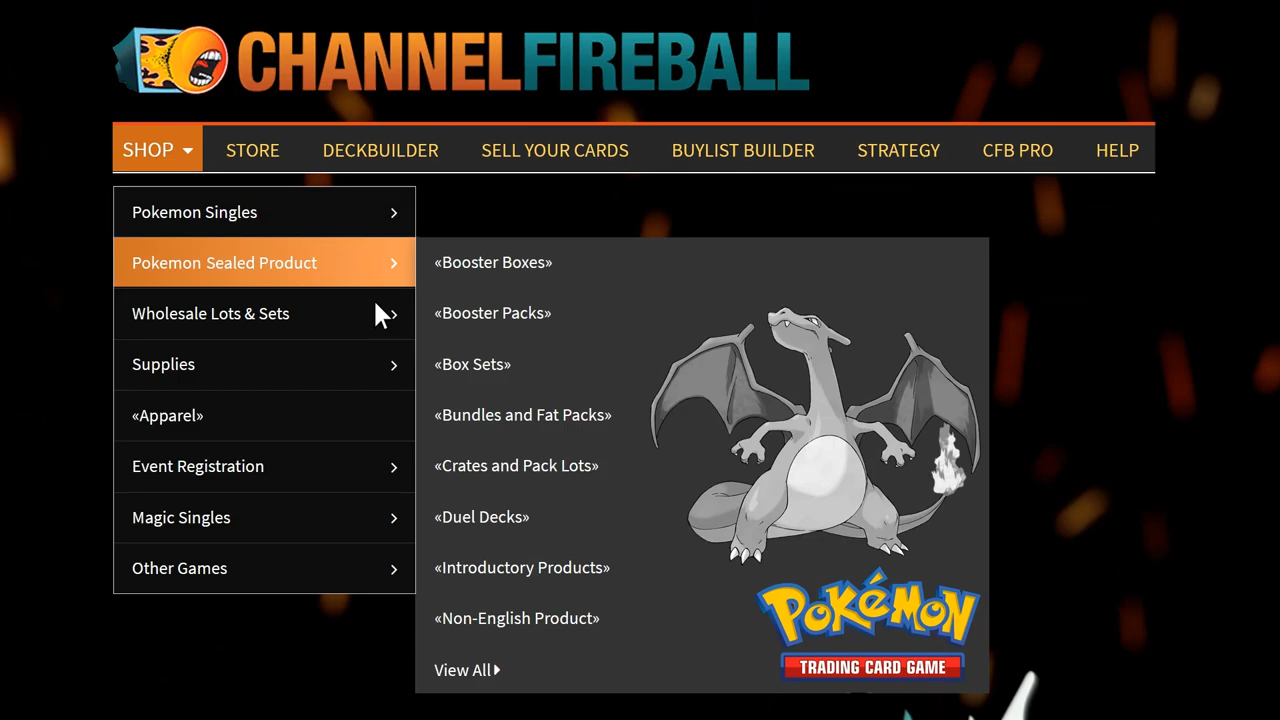 CHANNELFIREBALL
SHOP STORE DECKBUILDER SELL YOUR CARDS BUYLIST BUILDER STRATEGY CFB PRO HELP
Pokemon Singles
Pokemon Sealed Product
Wholesale Lots & Sets
Supplies
«Apparel»
Event Registration
Magic Singles
Other Games
«Booster Boxes»
«Booster Packs»
«Box Sets»
«Bundles and Fat Packs»
«Crates and Pack Lots»
«Duel Decks»
«Introductory Products»
«Non-English Product»
View All
POKéMON
TRADING CARD GAME